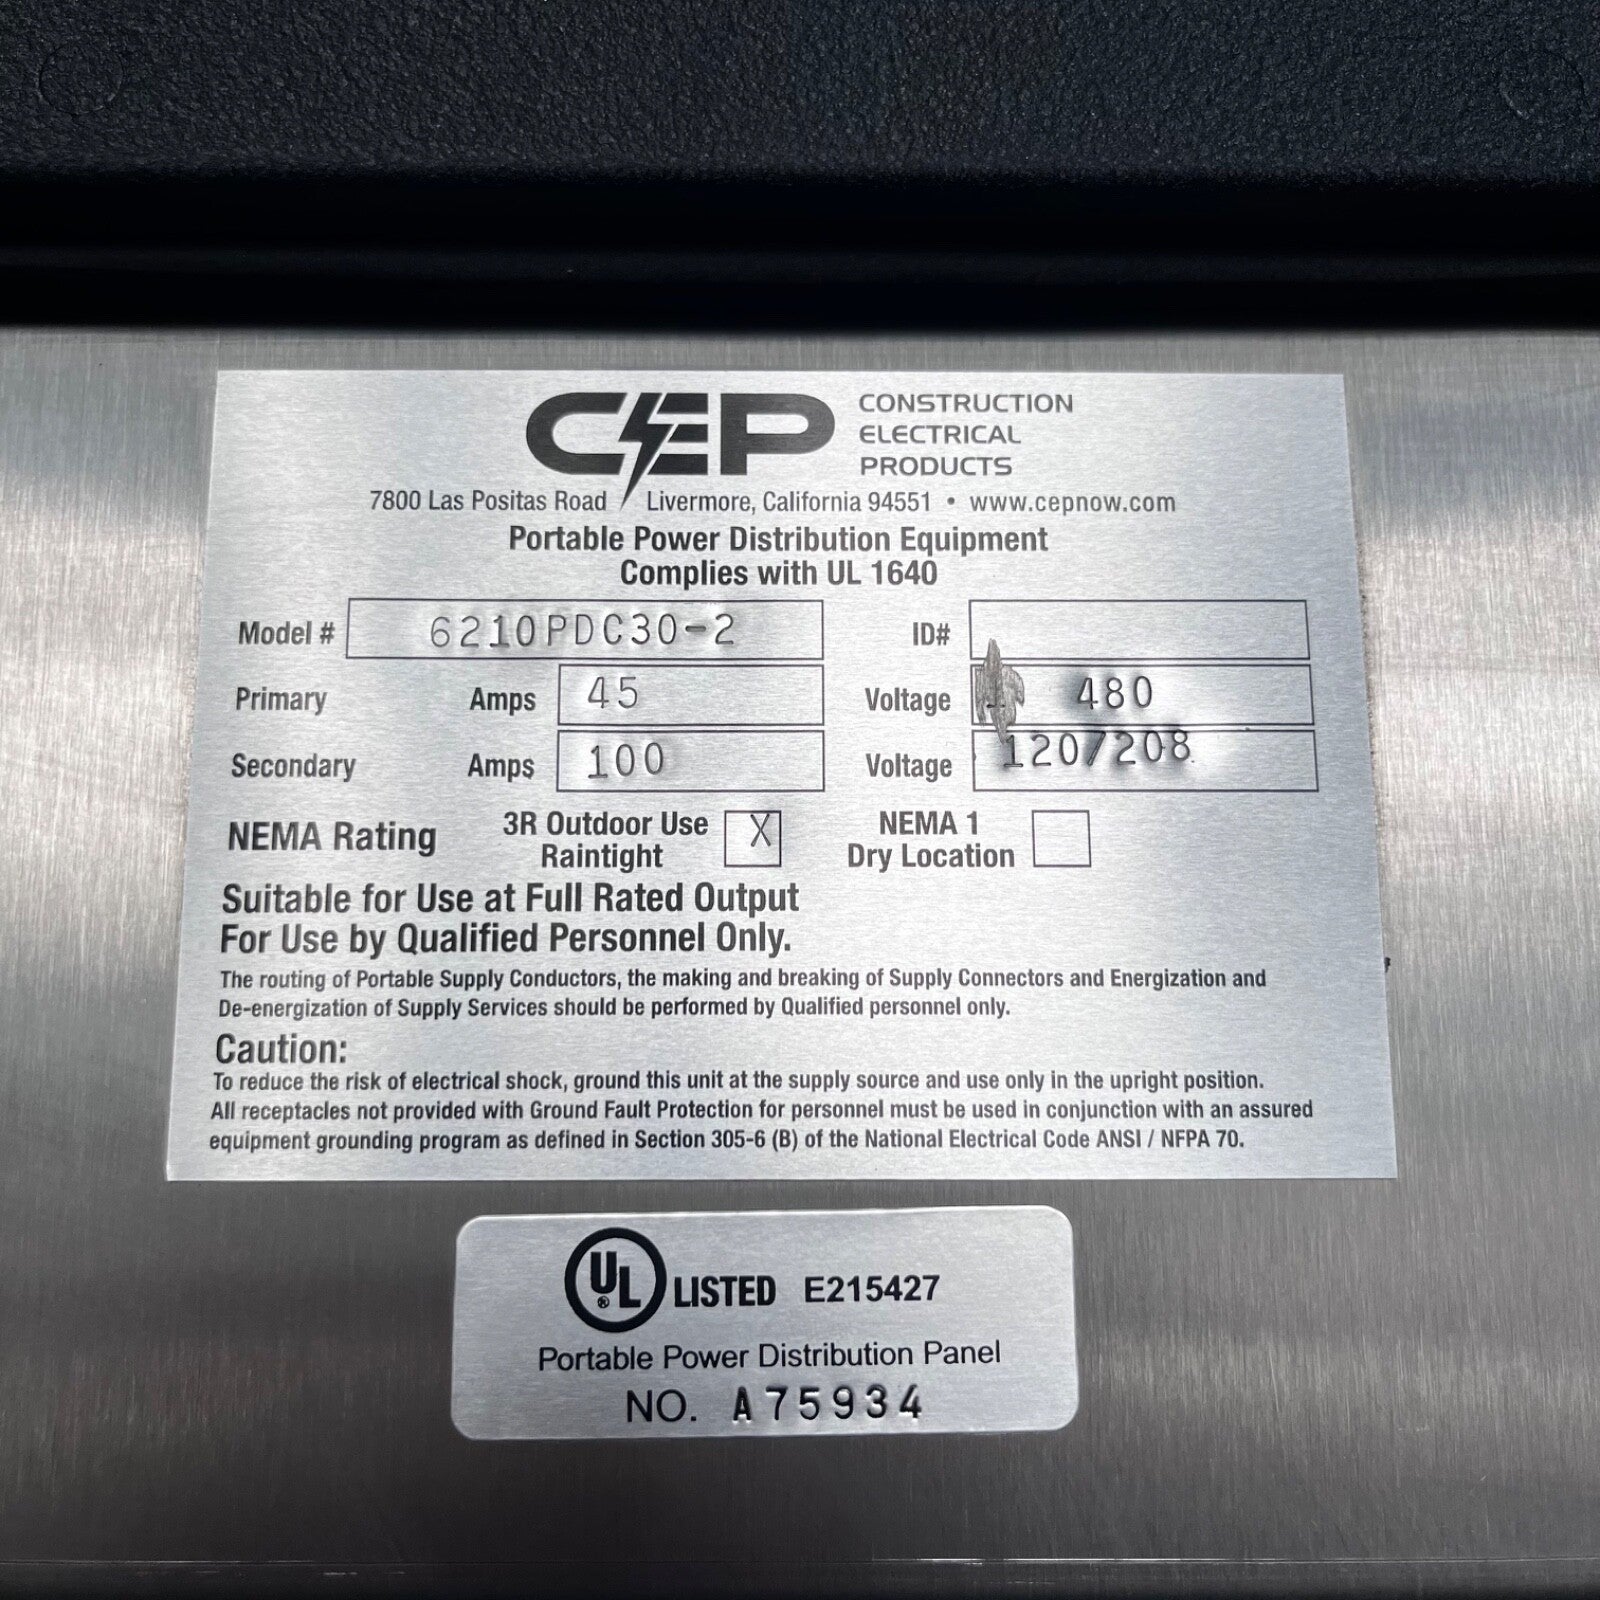 CEP CONSTRUCTION
ELECTRICAL
PRODUCTS
7800 Las Positas Road Livermore, California 94551 • www.cepnow.com
Portable Power Distribution Equipment
Complies with UL 1640
Model # 6210PDC30-2 ID#
Primary Amps 45 Voltage 480
Secondary Amps 100 Voltage 120/208
NEMA Rating 3R Outdoor Use Raintight X NEMA 1 Dry Location
Suitable for Use at Full Rated Output
For Use by Qualified Personnel Only.
The routing of Portable Supply Conductors, the making and breaking of Supply Connectors and Energization and
De-energization of Supply Services should be performed by Qualified personnel only.
Caution:
To reduce the risk of electrical shock, ground this unit at the supply source and use only in the upright position.
All receptacles not provided with Ground Fault Protection for personnel must be used in conjunction with an assured
equipment grounding program as defined in Section 305-6 (B) of the National Electrical Code ANSI / NFPA 70.
UL ® LISTED E215427
Portable Power Distribution Panel
NO. A75934